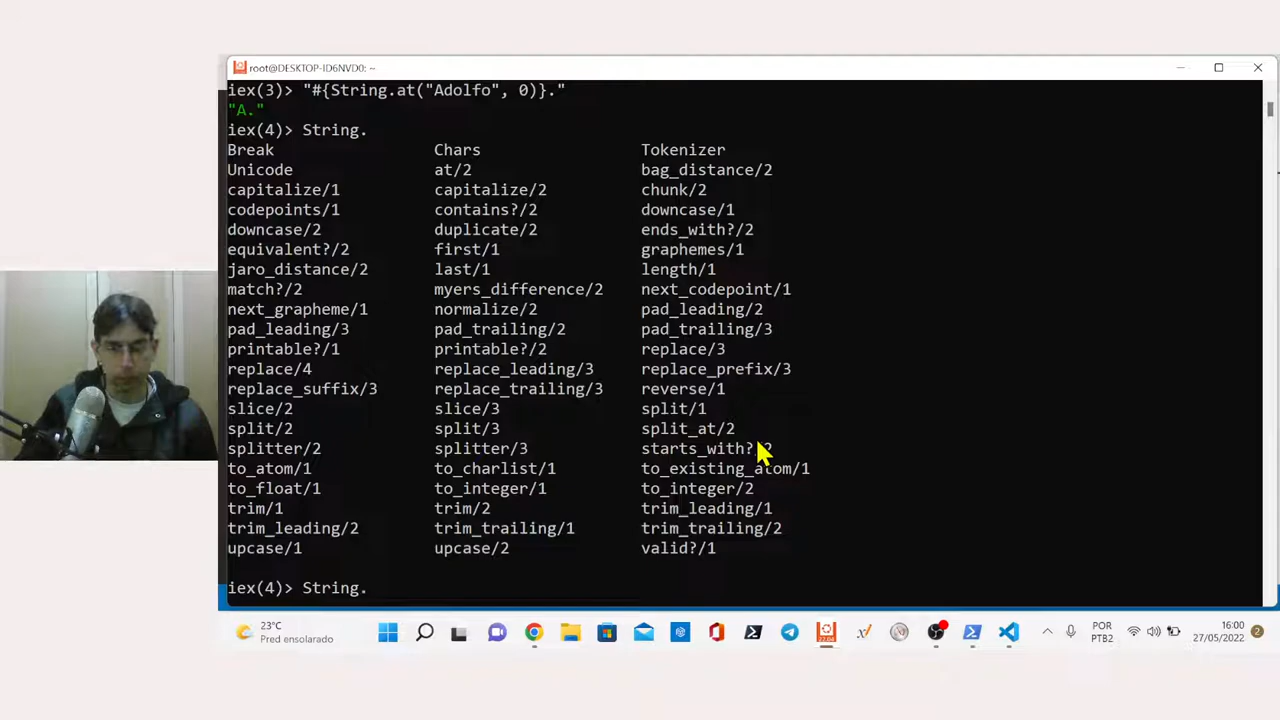 root@DESKTOP-ID6NVD0: ~
iex(3)> "#{String.at("Adolfo", 0)}."
"A."
iex(4)> String.
Break Chars Tokenizer
Unicode at/2 bag_distance/2
capitalize/1 capitalize/2 chunk/2
codepoints/1 contains?/2 downcase/1
downcase/2 duplicate/2 ends_with?/2
equivalent?/2 first/1 graphemes/1
jaro_distance/2 last/1 length/1
match?/2 myers_difference/2 next_codepoint/1
next_grapheme/1 normalize/2 pad_leading/2
pad_leading/3 pad_trailing/2 pad_trailing/3
printable?/1 printable?/2 replace/3
replace/4 replace_leading/3 replace_prefix/3
replace_suffix/3 replace_trailing/3 reverse/1
slice/2 slice/3 split/1
split/2 split/3 split_at/2
splitter/2 splitter/3 starts_with?/2
to_atom/1 to_charlist/1 to_existing_atom/1
to_float/1 to_integer/1 to_integer/2
trim/1 trim/2 trim_leading/1
trim_leading/2 trim_trailing/1 trim_trailing/2
upcase/1 upcase/2 valid?/1
iex(4)> String.
23°C
Pred ensolarado
22.04
POR
PTB2
16:00
27/05/2022
2